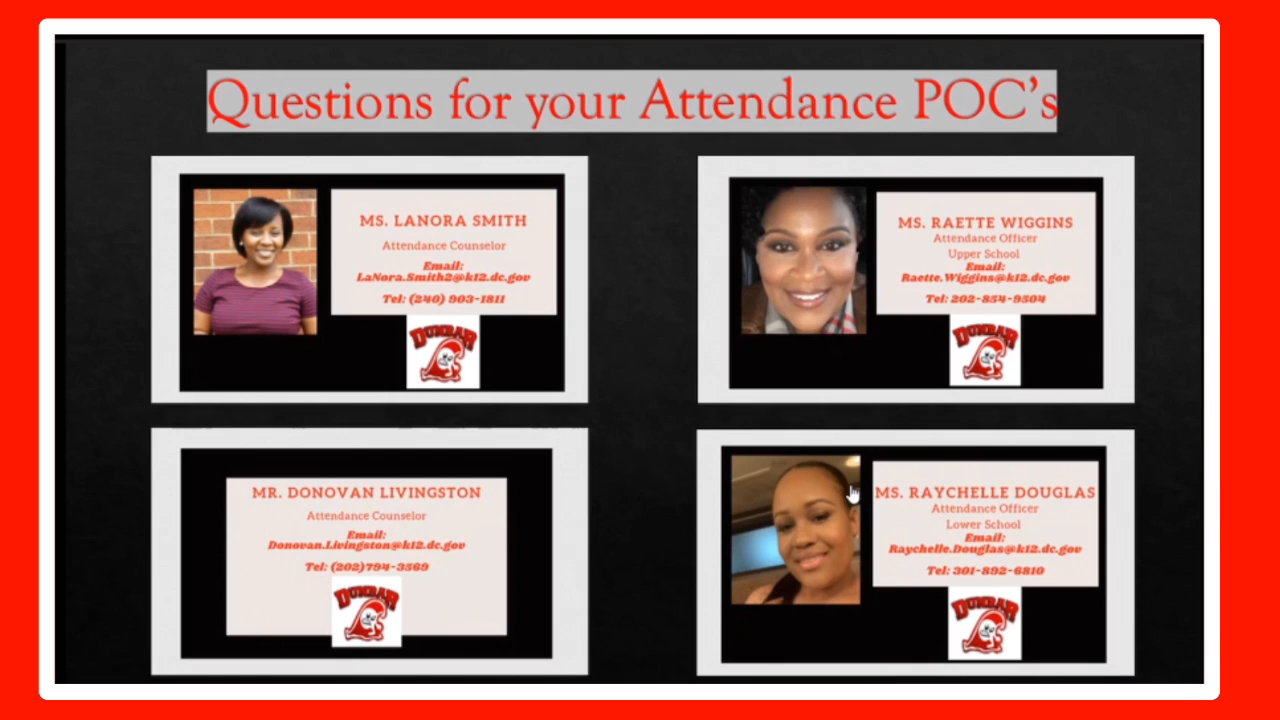 Questions for your Attendance POC's
MS. LANORA SMITH
Attendance Counselor
Email:
LaNora.Smith2@k12.dc.gov
Tel: (240) 903-1811
DUNBAR
MS. RAETTE WIGGINS
Attendance Officer
Upper School
Email:
Raette.Wiggins@k12.dc.gov
Tel: 202-854-9504
DUNBAR
MR. DONOVAN LIVINGSTON
Attendance Counselor
Email:
Donovan.Livingston@k12.dc.gov
Tel: (202)794-3569
DUNBAR
MS. RAYCHELLE DOUGLAS
Attendance Officer
Lower School
Email:
Raychelle.Douglas@k12.dc.gov
Tel: 301-892-6810
DUNBAR